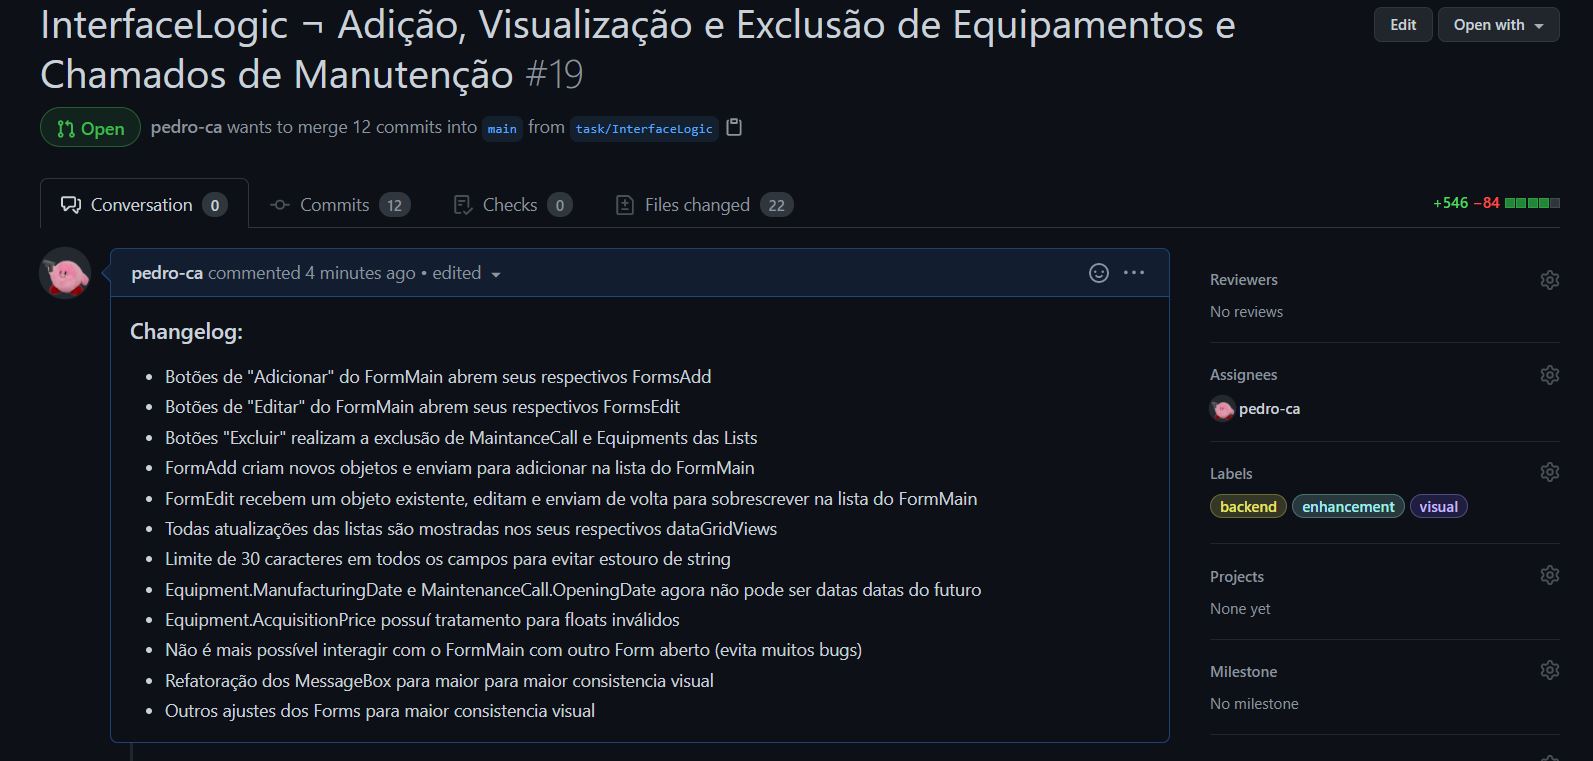 InterfaceLogic ¬ Adição, Visualização e Exclusão de Equipamentos e
Chamados de Manutenção #19
Edit
Open with
Open
pedro-ca wants to merge 12 commits into main from task/InterfaceLogic
Conversation 0
Commits 12
Checks 0
Files changed 22
+546 −84
pedro-ca commented 4 minutes ago • edited
Changelog:
• Botões de "Adicionar" do FormMain abrem seus respectivos FormsAdd
• Botões de "Editar" do FormMain abrem seus respectivos FormsEdit
• Botões "Excluir" realizam a exclusão de MaintanceCall e Equipments das Lists
• FormAdd criam novos objetos e enviam para adicionar na lista do FormMain
• FormEdit recebem um objeto existente, editam e enviam de volta para sobrescrever na lista do FormMain
• Todas atualizações das listas são mostradas nos seus respectivos dataGridViews
• Limite de 30 caracteres em todos os campos para evitar estouro de string
• Equipment.ManufacturingDate e MaintenanceCall.OpeningDate agora não pode ser datas datas do futuro
• Equipment.AcquisitionPrice possuí tratamento para floats inválidos
• Não é mais possível interagir com o FormMain com outro Form aberto (evita muitos bugs)
• Refatoração dos MessageBox para maior para maior consistencia visual
• Outros ajustes dos Forms para maior consistencia visual
Reviewers
No reviews
Assignees
pedro-ca
Labels
backend enhancement visual
Projects
None yet
Milestone
No milestone